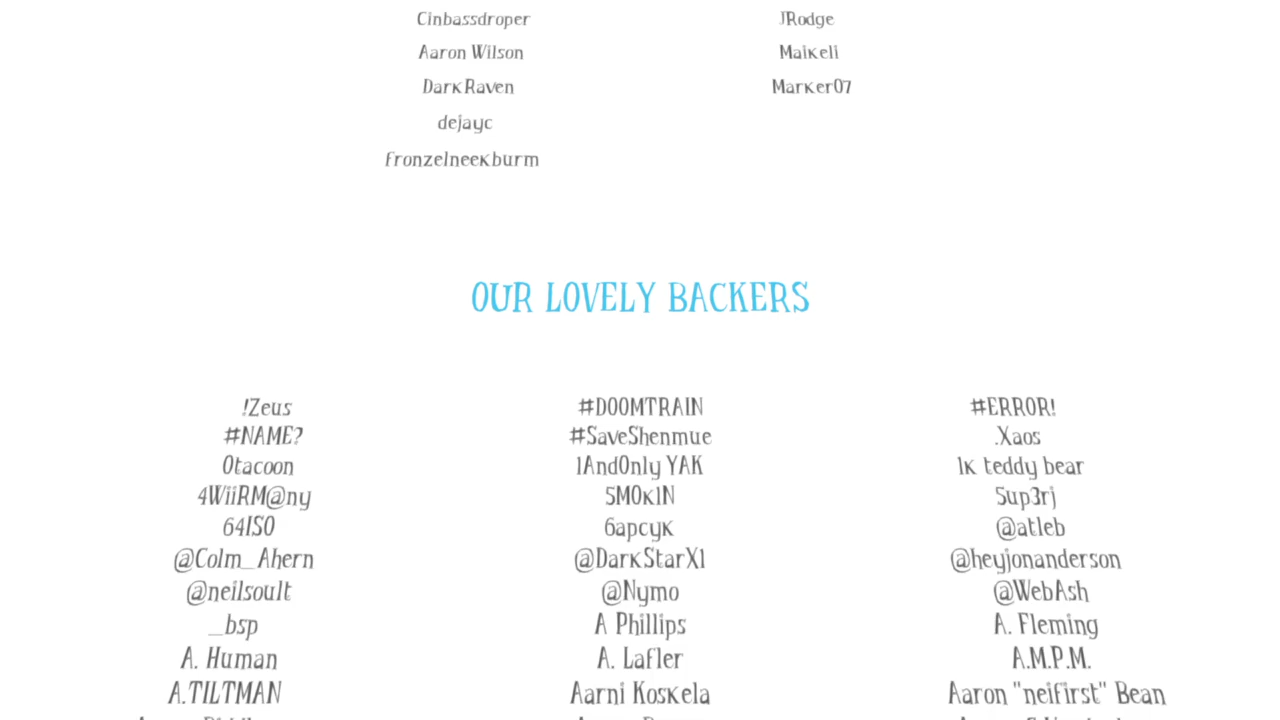 Cinbassdroper JRodge
Aaron Wilson Maikeli
DarkRaven Marker07
dejayc
fronzelneekburm
OUR LOVELY BACKERS
!Zeus #DOOMTRAIN #ERROR!
#NAME? #SaveShenmue .Xaos
0tacoon 1AndOnly YAK 1k teddy bear
4WiiRM@ny 5M0k1N 5up3rj
64ISO 6apcyk @atleb
@Colm_Ahern @DarkStarX1 @heyjonanderson
@neilsoult @Nymo @WebAsh
_bsp A Phillips A. Fleming
A. Human A. Lafler A.M.P.M.
A.TILTMAN Aarni Koskela Aaron "neifirst" Bean